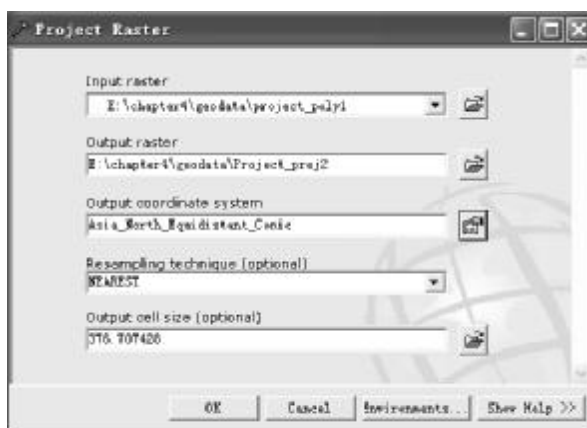 Project Raster
Input raster
E:\chapter4\geodata\project_poly1
Output raster
E:\chapter4\geodata\Project_proj2
Output coordinate system
Asia_North_Equidistant_Conic
Resampling technique (optional)
NEAREST
Output cell size (optional)
376.707426
OK
Cancel
Environments...
Show Help >>